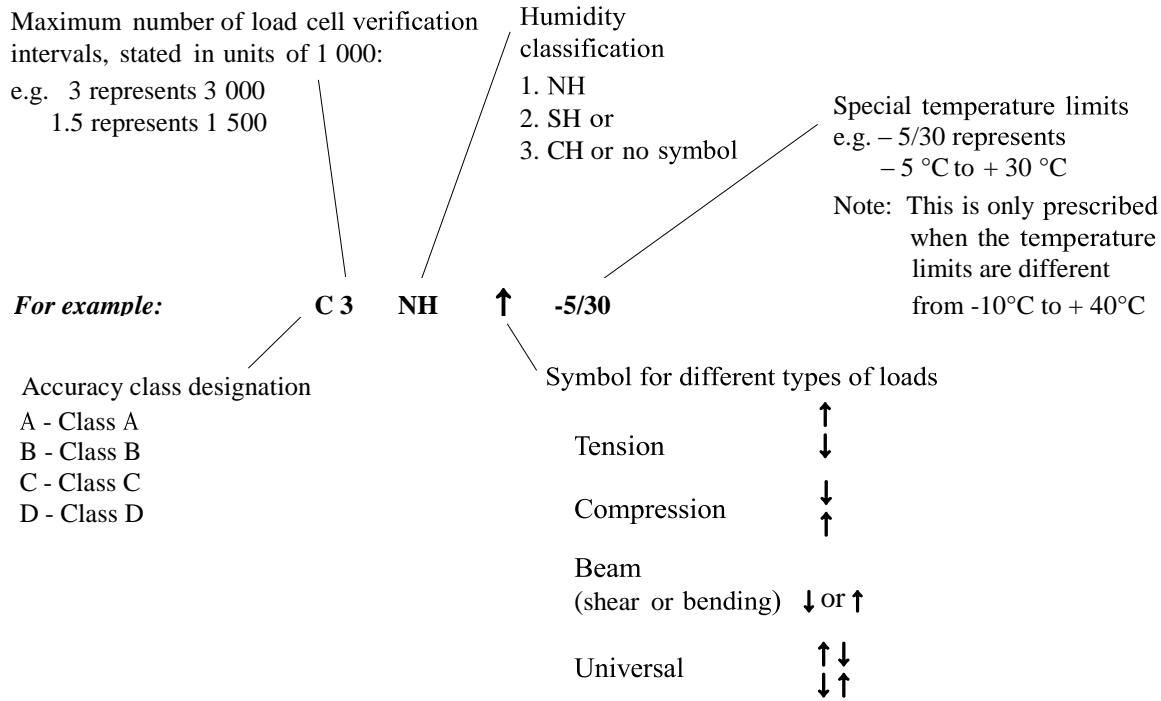 Maximum number of load cell verification
intervals, stated in units of 1 000:
e.g. 3 represents 3 000
1.5 represents 1 500
Humidity
classification
1. NH
2. SH or
3. CH or no symbol
Special temperature limits
e.g. – 5/30 represents
– 5 °C to + 30 °C
Note: This is only prescribed
when the temperature
limits are different
from -10°C to + 40°C
For example: C 3 NH ↑ -5/30
Accuracy class designation
A - Class A
B - Class B
C - Class C
D - Class D
Symbol for different types of loads
↑
Tension ↓
Compression ↓
↑
Beam
(shear or bending) ↓ or ↑
Universal ↑ ↓
↓ ↑